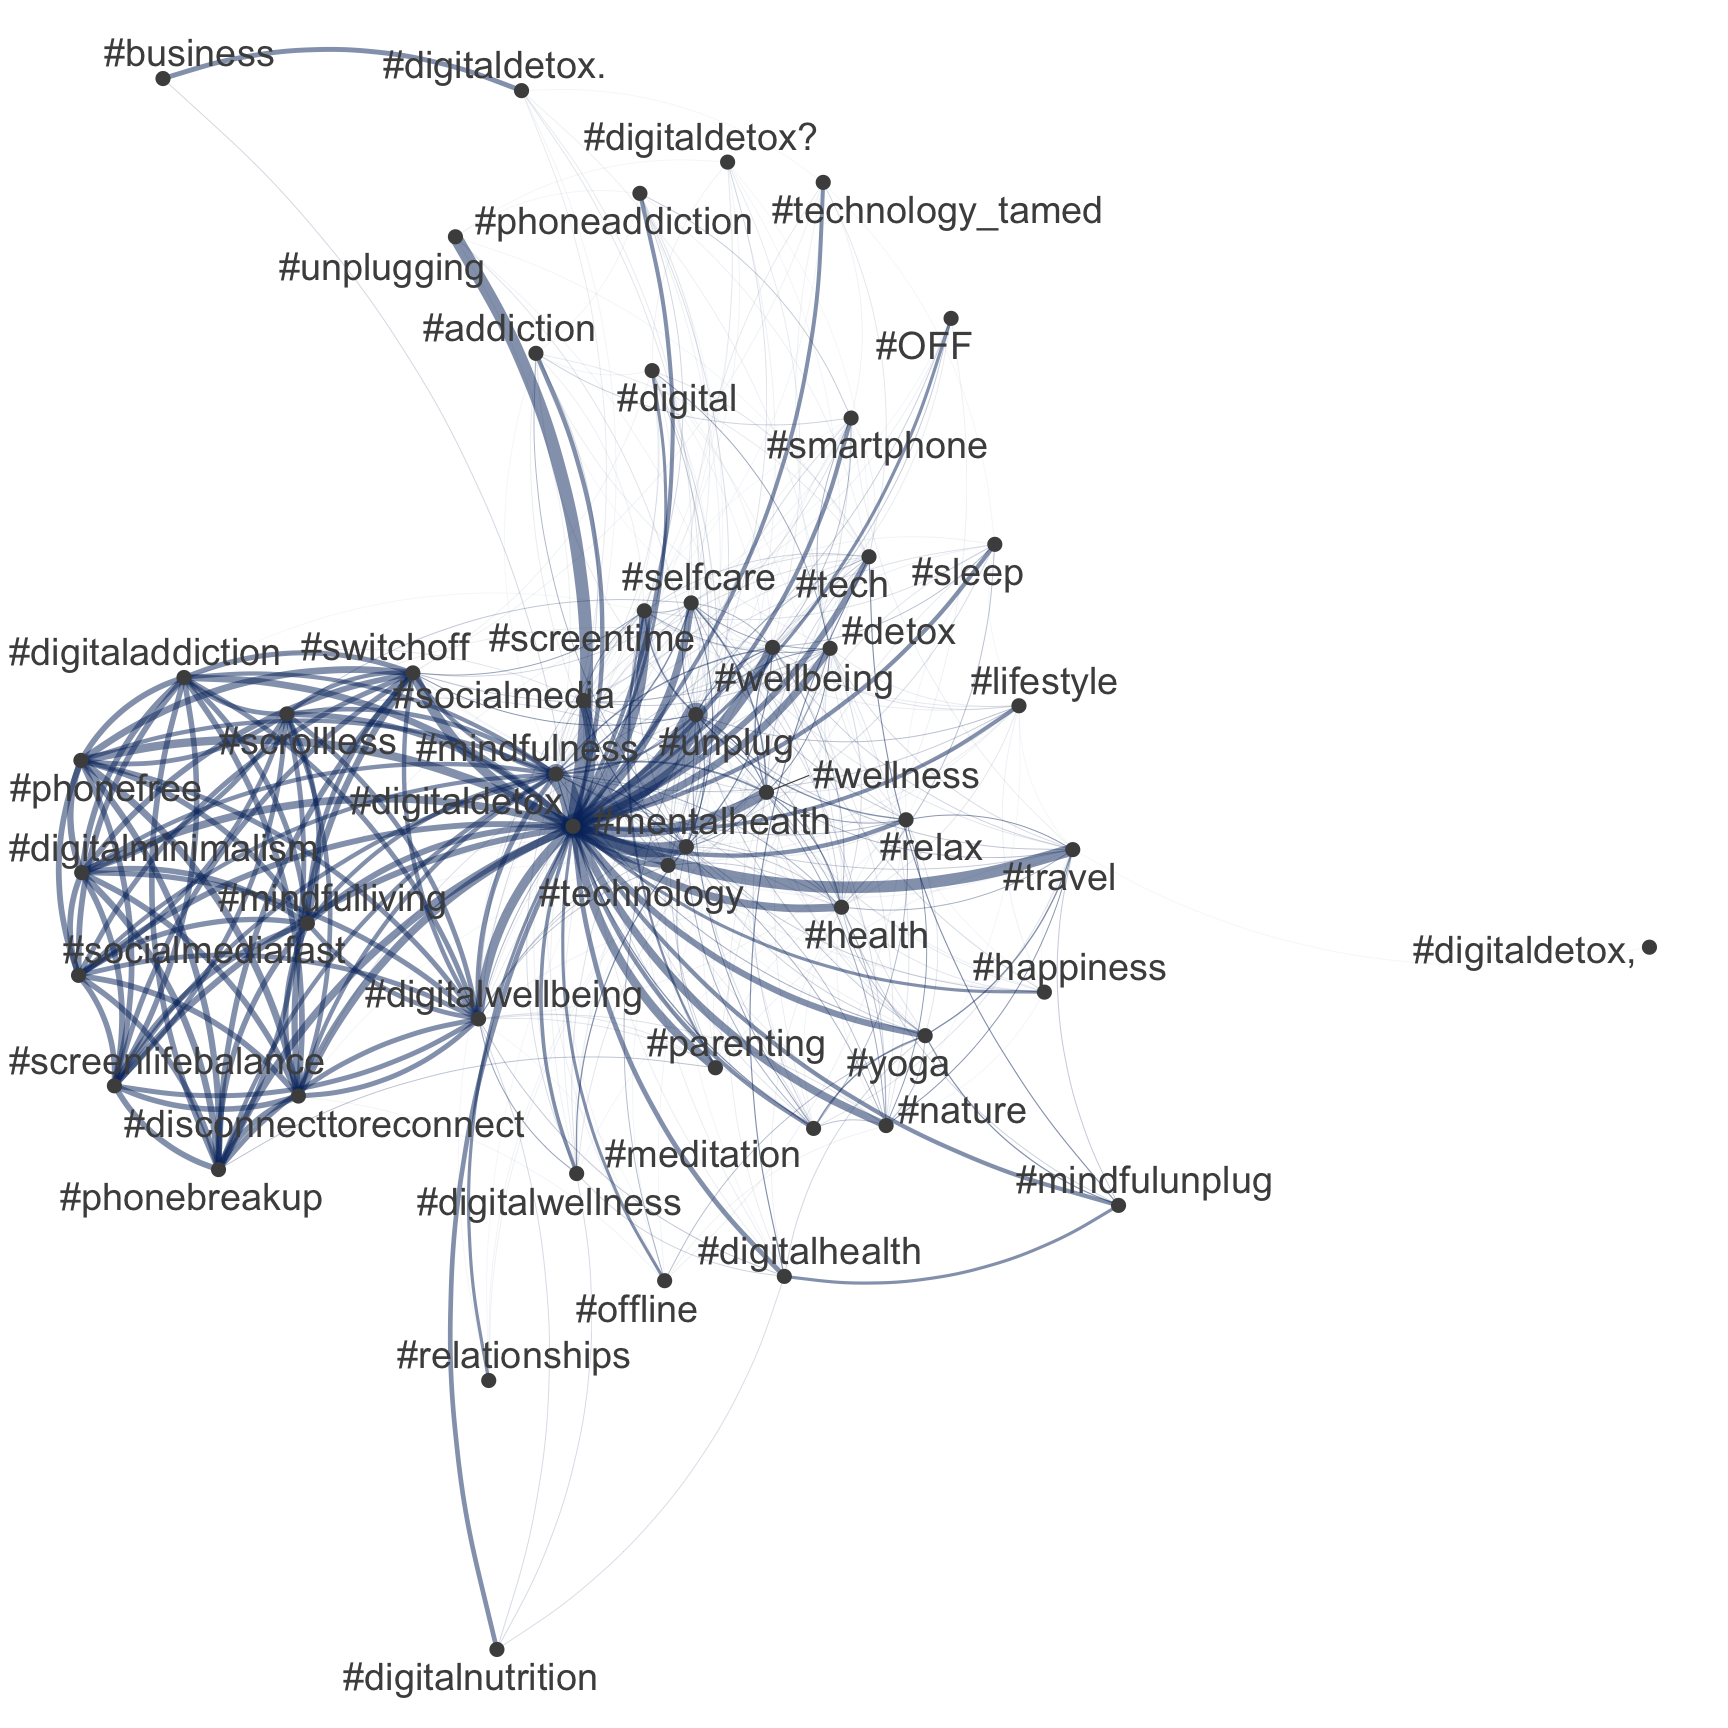 #business
#digitaldetox.
#digitaldetox?
#phoneaddiction
#technology_tamed
#unplugging
#addiction
#OFF
#digital
#smartphone
#selfcare
#tech
#sleep
#screentime
#detox
#digitaladdiction
#switchoff
#socialmedia
#wellbeing
#lifestyle
#scrollless
#mindfulness
#unplug
#wellness
#phonefree
#digitaldetox
#mentalhealth
#relax
#digitalminimalism
#travel
#mindfulliving
#technology
#health
#socialmediafast
#digitaldetox,
#happiness
#digitalwellbeing
#parenting
#yoga
#screenlifebalance
#nature
#disconnecttoreconnect
#meditation
#mindfulunplug
#phonebreakup
#digitalwellness
#digitalhealth
#offline
#relationships
#digitalnutrition